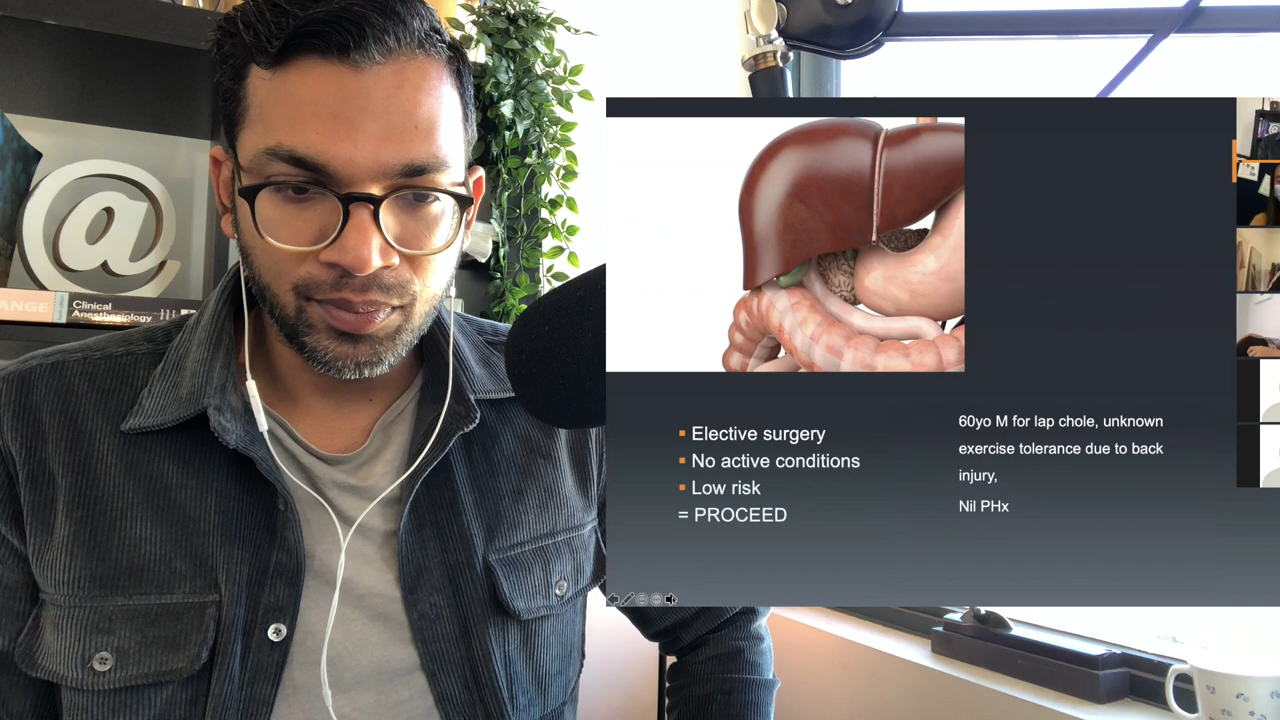 @
ANGE
Clinical
Anesthesiology
Elective surgery
No active conditions
Low risk
= PROCEED
60yo M for lap chole, unknown
exercise tolerance due to back
injury,
Nil PHx